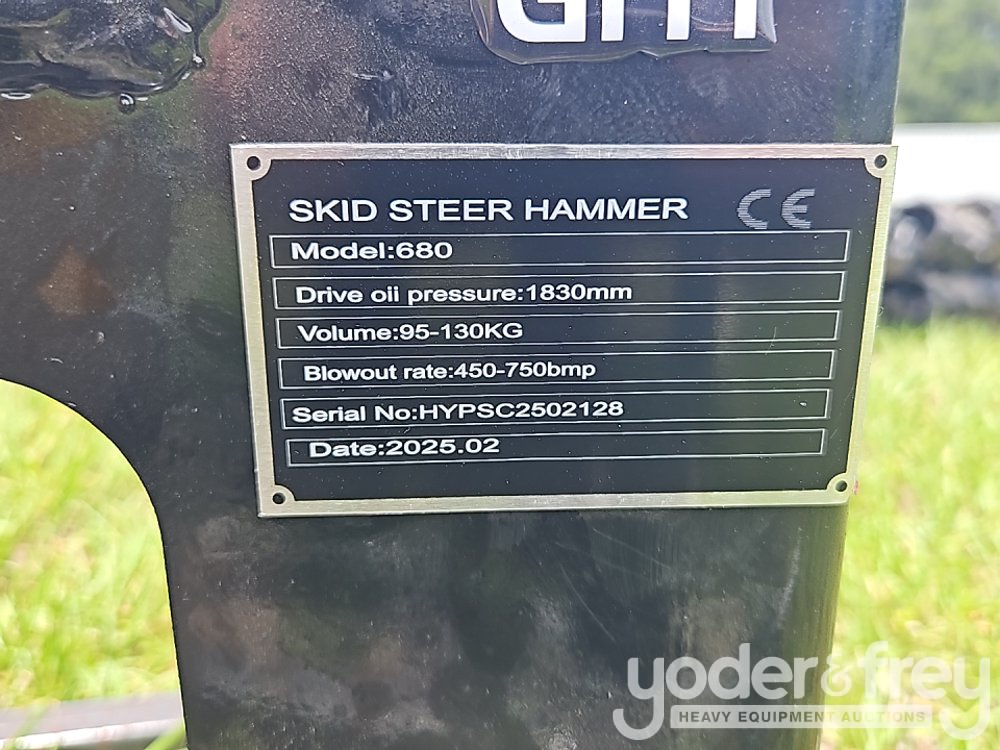 SKID STEER HAMMER CE
Model:680
Drive oii pressure:1830mm
Volume:95-130KG
Blowout rate:450-750bmp
Serial No:HYPSC2502128
Date:2025.02
yoder&frey
HEAVY EQUIPMENT AUCTIONS